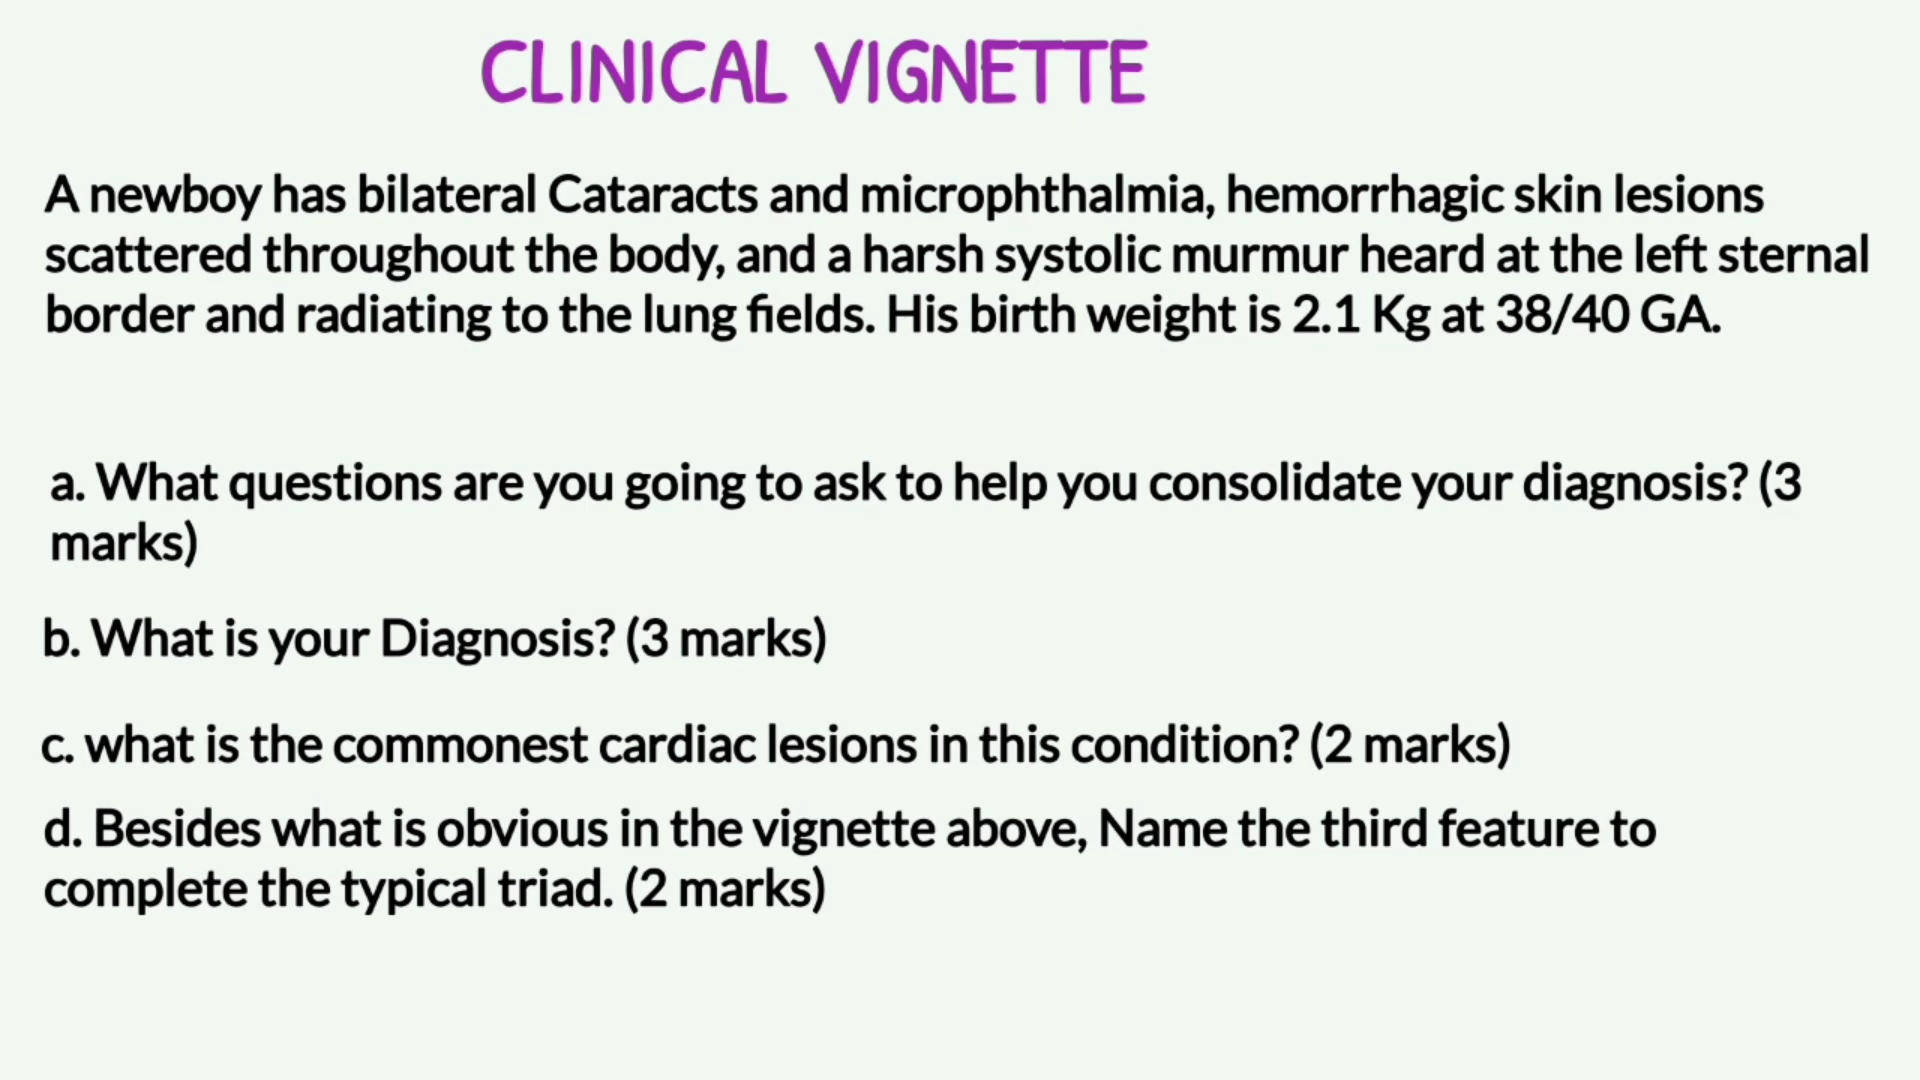 CLINICAL VIGNETTE
A newboy has bilateral Cataracts and microphthalmia, hemorrhagic skin lesions
scattered throughout the body, and a harsh systolic murmur heard at the left sternal
border and radiating to the lung fields. His birth weight is 2.1 Kg at 38/40 GA.
a. What questions are you going to ask to help you consolidate your diagnosis? (3
marks)
b. What is your Diagnosis? (3 marks)
c. what is the commonest cardiac lesions in this condition? (2 marks)
d. Besides what is obvious in the vignette above, Name the third feature to
complete the typical triad. (2 marks)